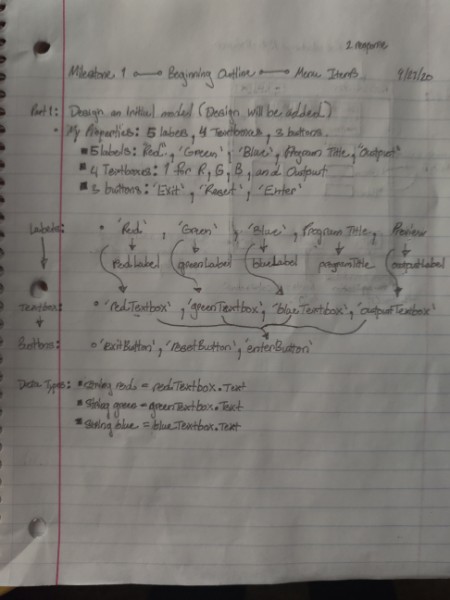 1 response
Milestone 1 Beginning Outline Menu Items 9/27/20
Part 1: Design an initial model (Design will be added)
• My Properties: 5 labels, 4 Textboxes, 3 buttons.
▪ 5 labels: 'Red', 'Green', 'Blue', Program Title, 'Output'
▪ 4 Textboxes: 1 for R, G, B, and Output
▪ 3 buttons: 'Exit', 'Reset', 'Enter'
Labels: 'Red', 'Green', 'Blue', Program Title, Preview
RedLabel greenLabel blueLabel programTitle outputLabel
Textbox: 'redTextbox', 'greenTextbox', 'blueTextbox', 'outputTextbox'
Buttons: 'exitButton', 'resetButton', 'enterButton'
Data Types: ▪ string red = redTextbox.Text
▪ string green = greenTextbox.Text
▪ string blue = blueTextbox.Text